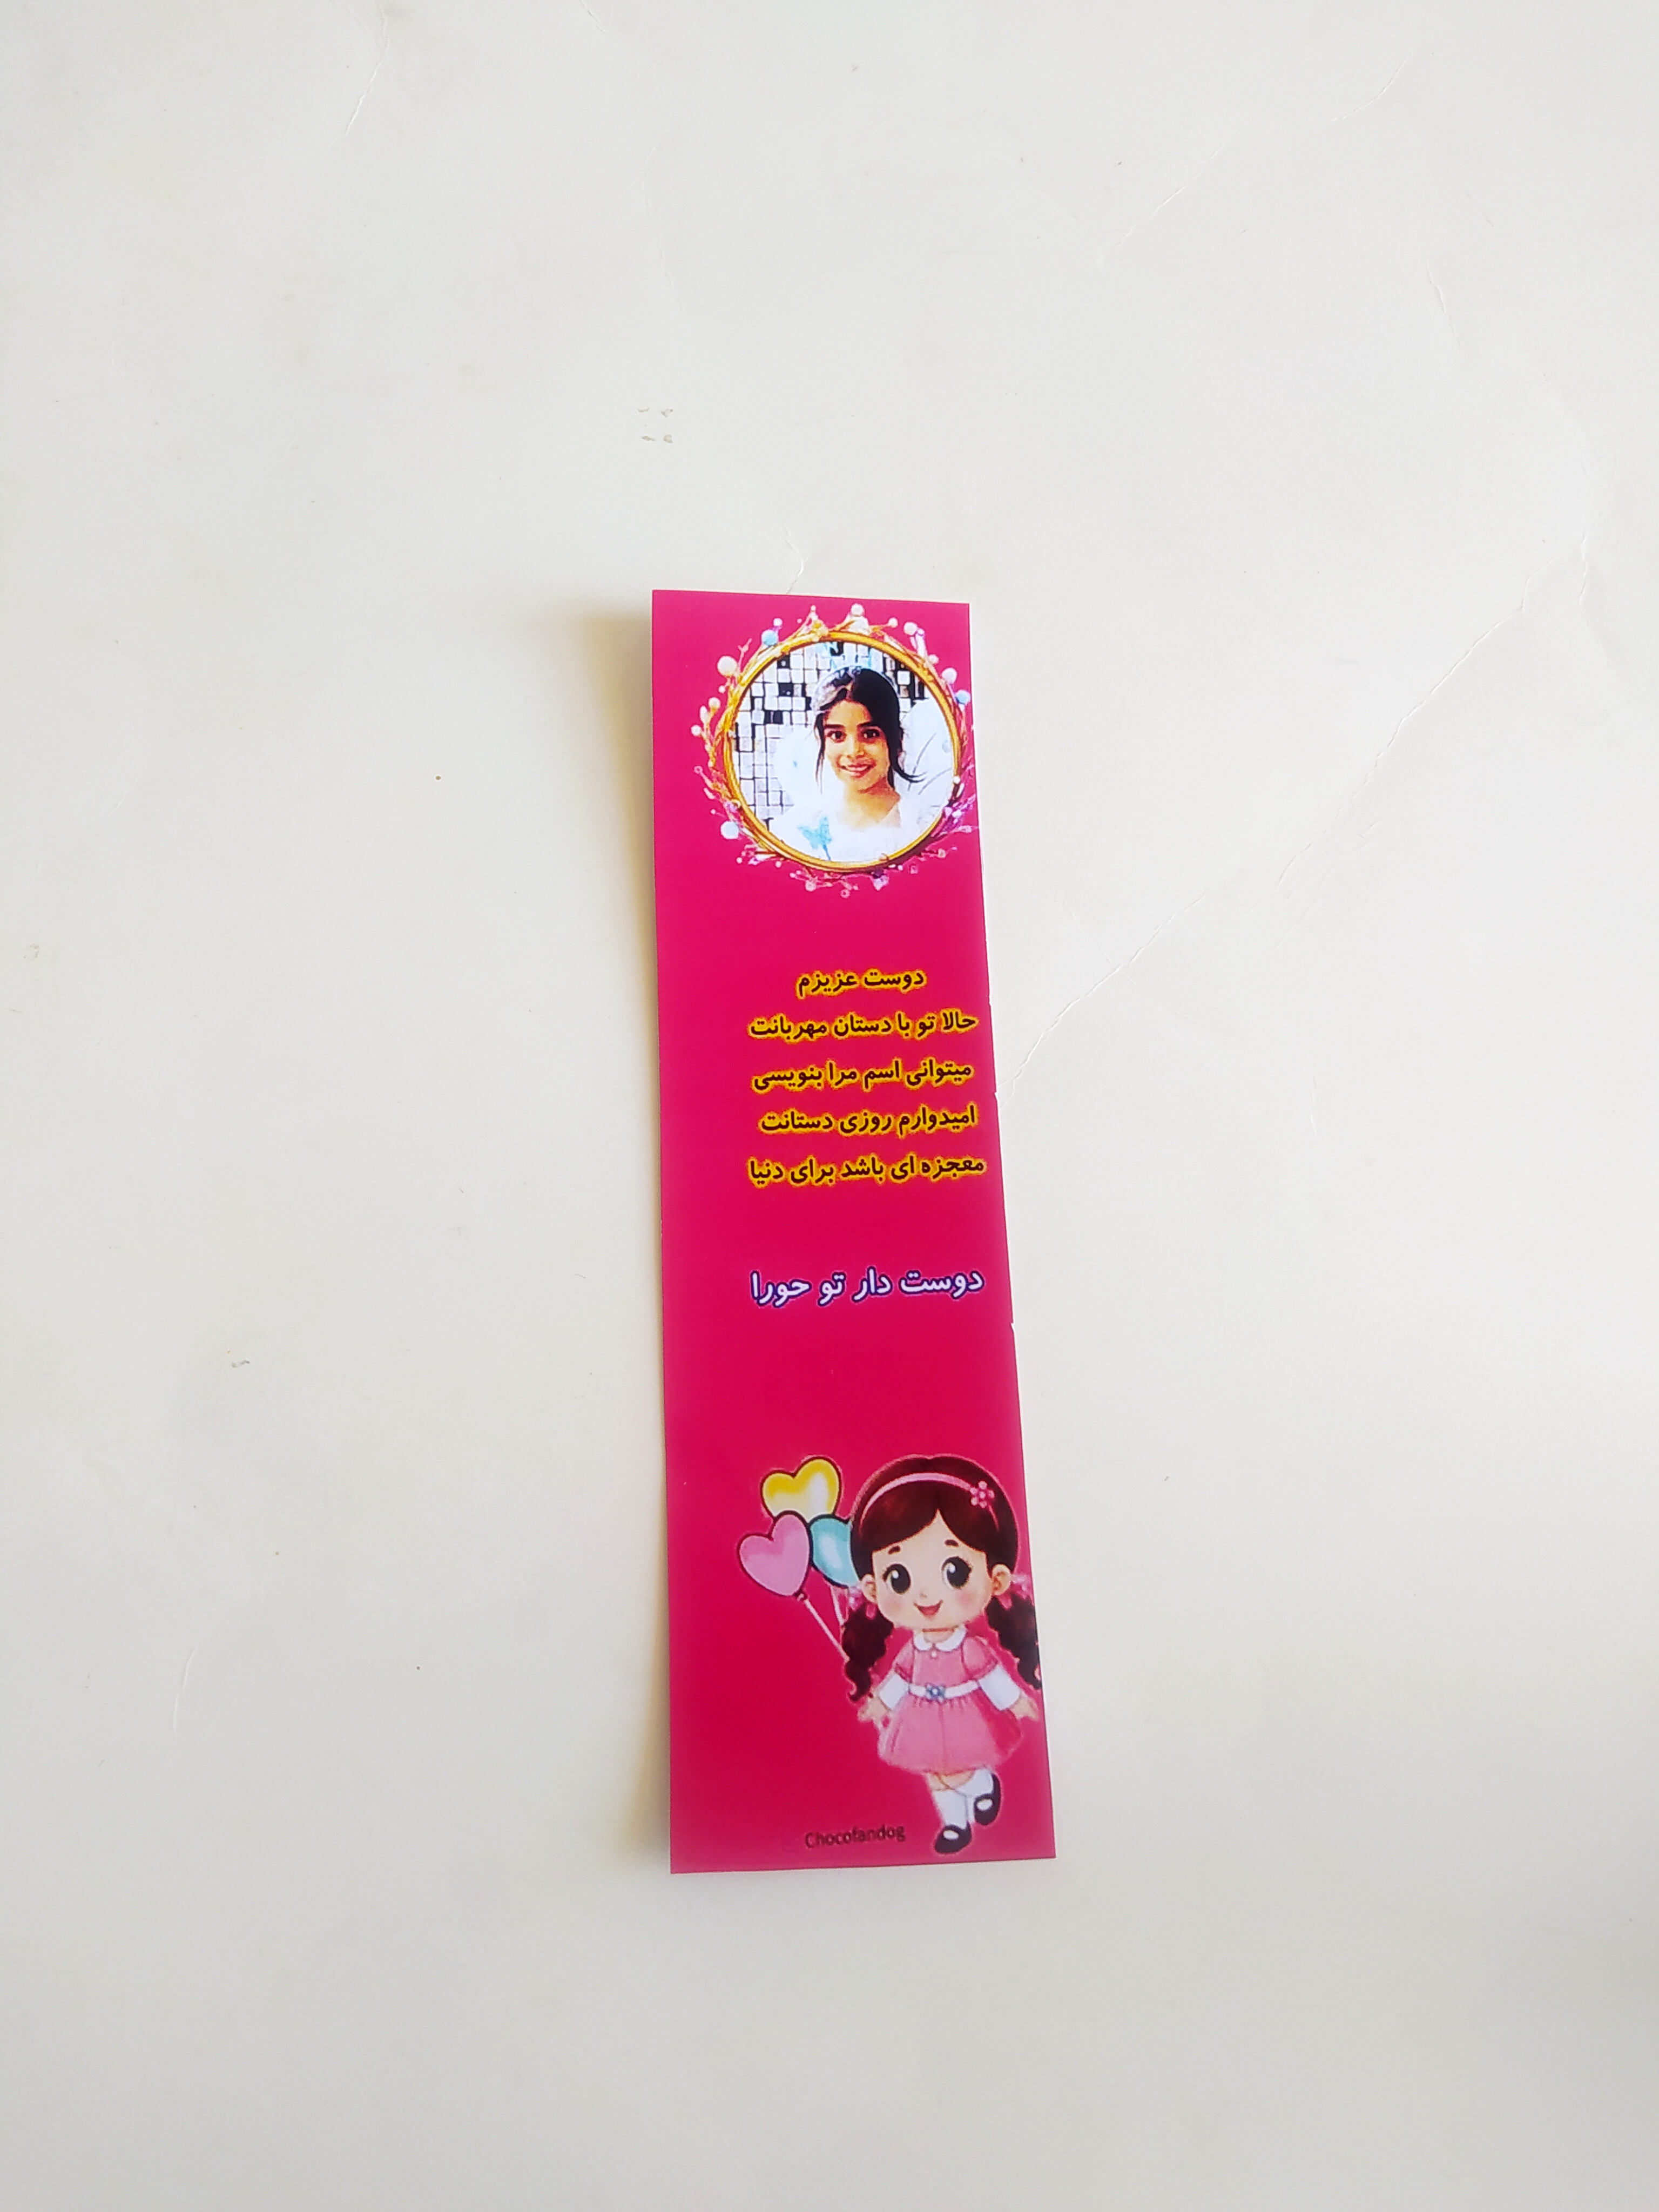 دوست عزیزم
حالا تو با دستان مهربانت
میتوانی اسم مرا بنویسی
امیدوارم روزی دستانت
معجزه ای باشد برای دنیا
دوست دار تو حورا
Chocofandog